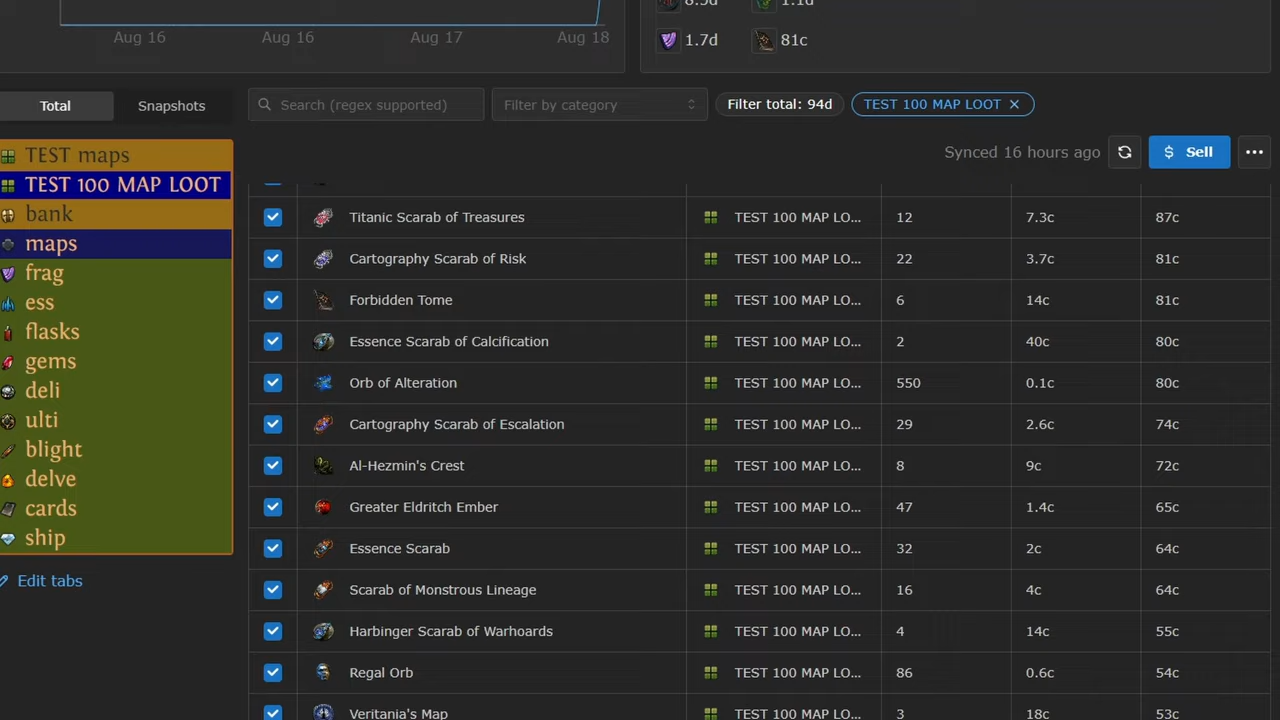 8.5d 1.1d
1.7d 81c
Aug 16 Aug 16 Aug 17 Aug 18
Total Snapshots Search (regex supported) Filter by category Filter total: 94d TEST 100 MAP LOOT
Synced 16 hours ago $ Sell
TEST maps
TEST 100 MAP LOOT
bank
maps
frag
ess
flasks
gems
deli
ulti
blight
delve
cards
ship
Edit tabs
Titanic Scarab of Treasures TEST 100 MAP LO... 12 7.3c 87c
Cartography Scarab of Risk TEST 100 MAP LO... 22 3.7c 81c
Forbidden Tome TEST 100 MAP LO... 6 14c 81c
Essence Scarab of Calcification TEST 100 MAP LO... 2 40c 80c
Orb of Alteration TEST 100 MAP LO... 550 0.1c 80c
Cartography Scarab of Escalation TEST 100 MAP LO... 29 2.6c 74c
Al-Hezmin's Crest TEST 100 MAP LO... 8 9c 72c
Greater Eldritch Ember TEST 100 MAP LO... 47 1.4c 65c
Essence Scarab TEST 100 MAP LO... 32 2c 64c
Scarab of Monstrous Lineage TEST 100 MAP LO... 16 4c 64c
Harbinger Scarab of Warhoards TEST 100 MAP LO... 4 14c 55c
Regal Orb TEST 100 MAP LO... 86 0.6c 54c
Veritania's Map TEST 100 MAP LO... 3 18c 53c